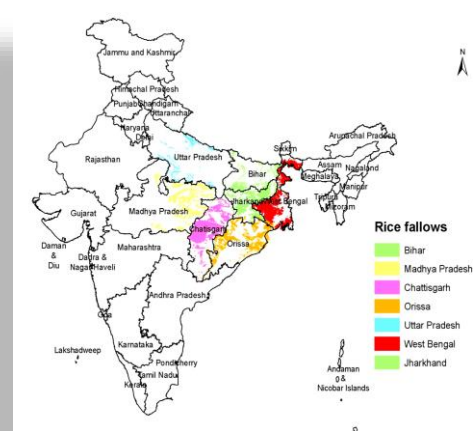 N
Jammu and Kashmir
Himachal Pradesh
Punjab
Chandigarh
Uttaranchal
Haryana
Delhi
Rajasthan
Uttar Pradesh
Sikkim
Arunachal Pradesh
Assam
Nagaland
Meghalaya
Manipur
Tripura
Mizoram
Bihar
Jharkhand
West Bengal
Gujarat
Madhya Pradesh
Chatisgarh
Orissa
Daman
&
Diu
Dadra &
Nagar Haveli
Maharashtra
Andhra Pradesh
Goa
Karnataka
Lakshadweep
Pondicherry
Tamil Nadu
Kerala
Andaman
&
Nicobar Islands
Rice fallows
Bihar
Madhya Pradesh
Chattisgarh
Orissa
Uttar Pradesh
West Bengal
Jharkhand